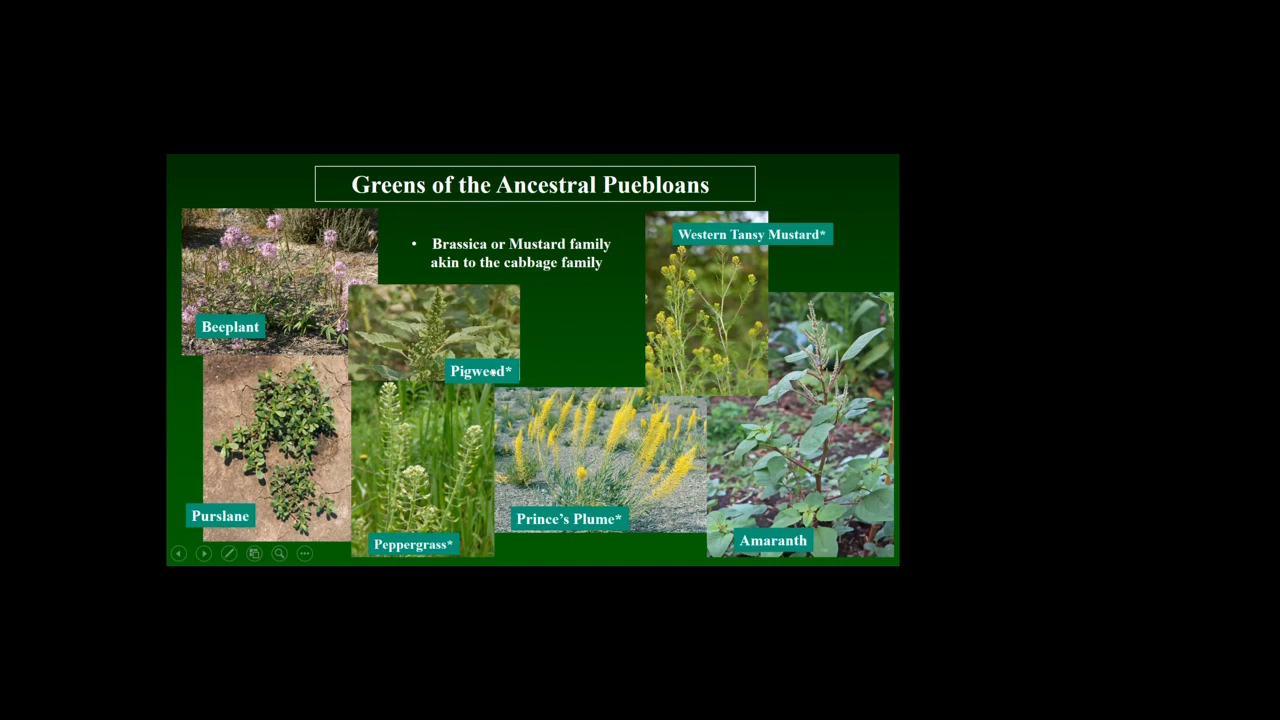 Greens of the Ancestral Puebloans
• Brassica or Mustard family
akin to the cabbage family
Western Tansy Mustard*
Beeplant
Pigweed*
Purslane
Peppergrass*
Prince’s Plume*
Amaranth